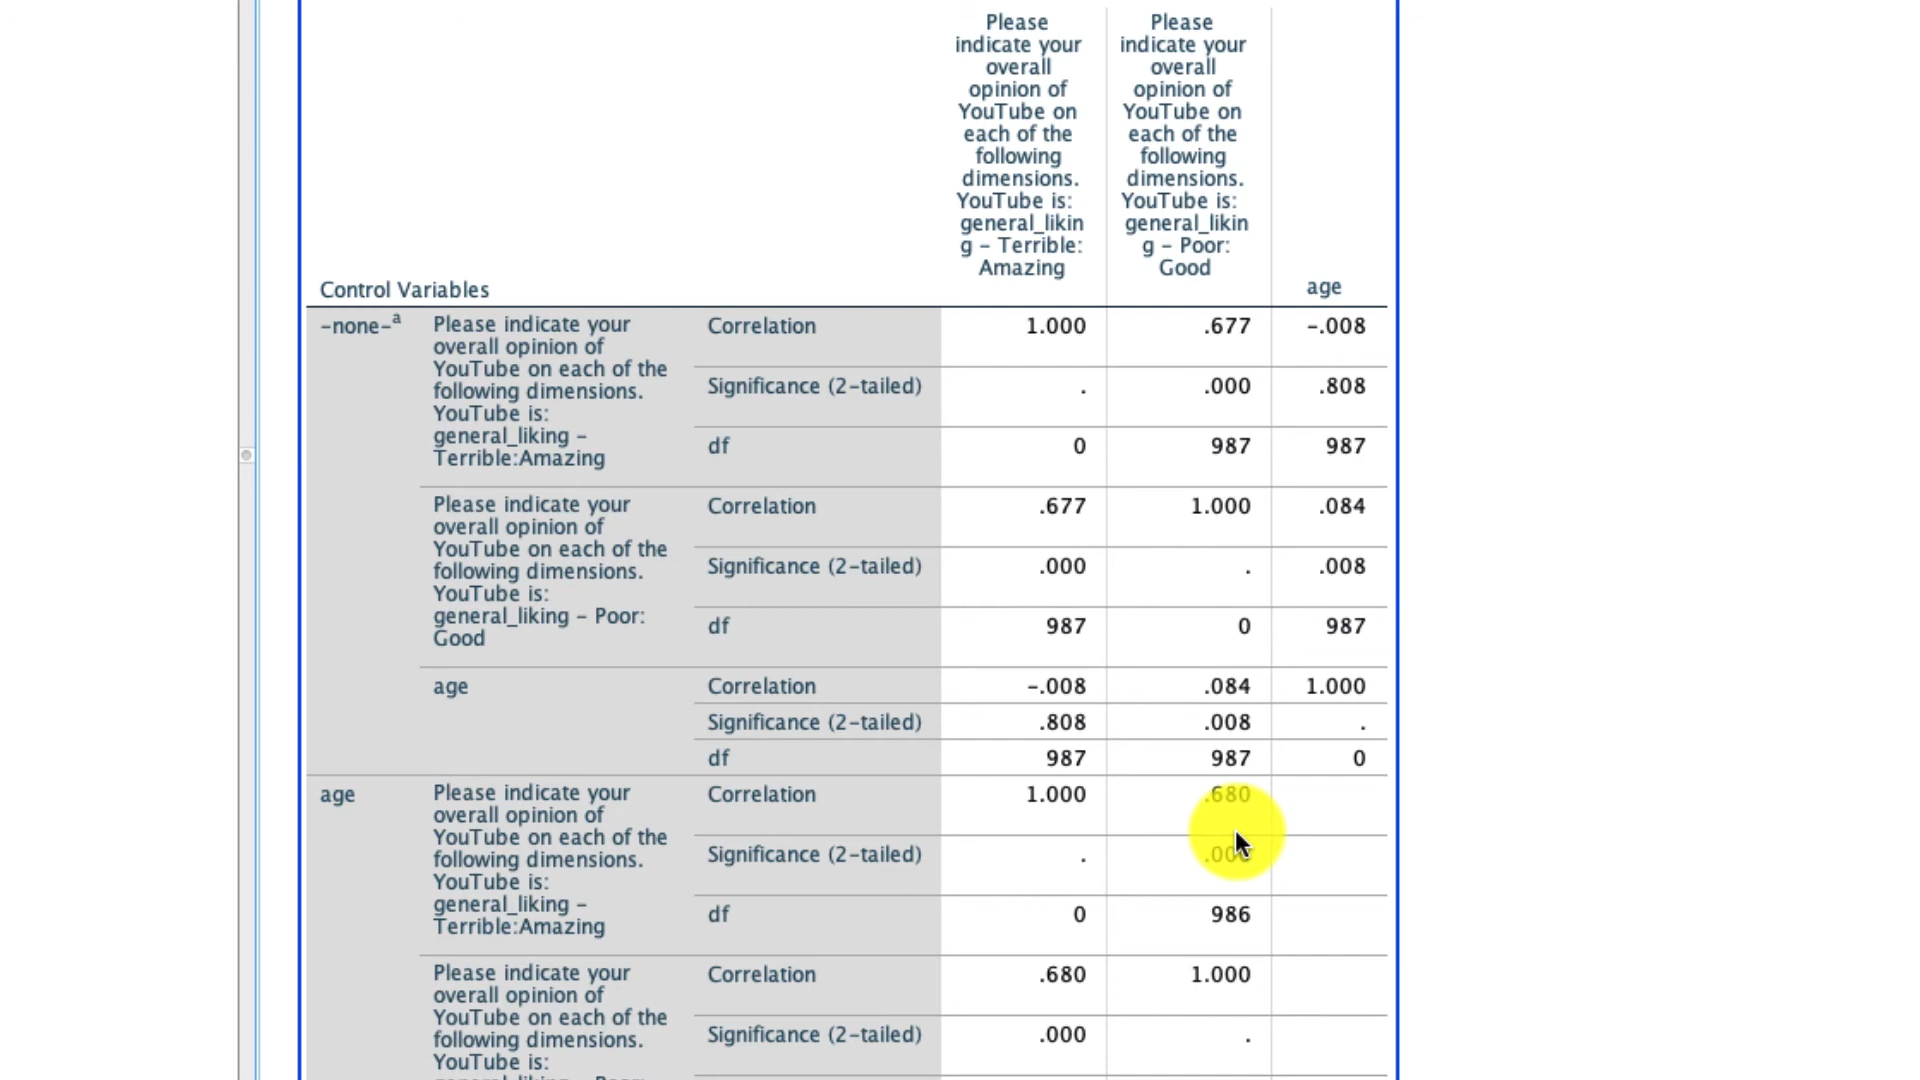 Please
indicate your
overall
opinion of
YouTube on
each of the
following
dimensions.
YouTube is:
general_likin
g – Terrible:
Amazing
Please
indicate your
overall
opinion of
YouTube on
each of the
following
dimensions.
YouTube is:
general_likin
g – Poor:
Good
Control Variables
age
–none–a
Please indicate your
overall opinion of
YouTube on each of the
following dimensions.
YouTube is:
general_liking –
Terrible:Amazing
Correlation 1.000 .677 –.008
Significance (2–tailed) . .000 .808
df 0 987 987
Please indicate your
overall opinion of
YouTube on each of the
following dimensions.
YouTube is:
general_liking – Poor:
Good
Correlation .677 1.000 .084
Significance (2–tailed) .000 . .008
df 987 0 987
age
Correlation –.008 .084 1.000
Significance (2–tailed) .808 .008 .
df 987 987 0
age
Please indicate your
overall opinion of
YouTube on each of the
following dimensions.
YouTube is:
general_liking –
Terrible:Amazing
Correlation 1.000 .680
Significance (2–tailed) . .000
df 0 986
Please indicate your
overall opinion of
YouTube on each of the
following dimensions.
YouTube is:
Correlation .680 1.000
Significance (2–tailed) .000 .